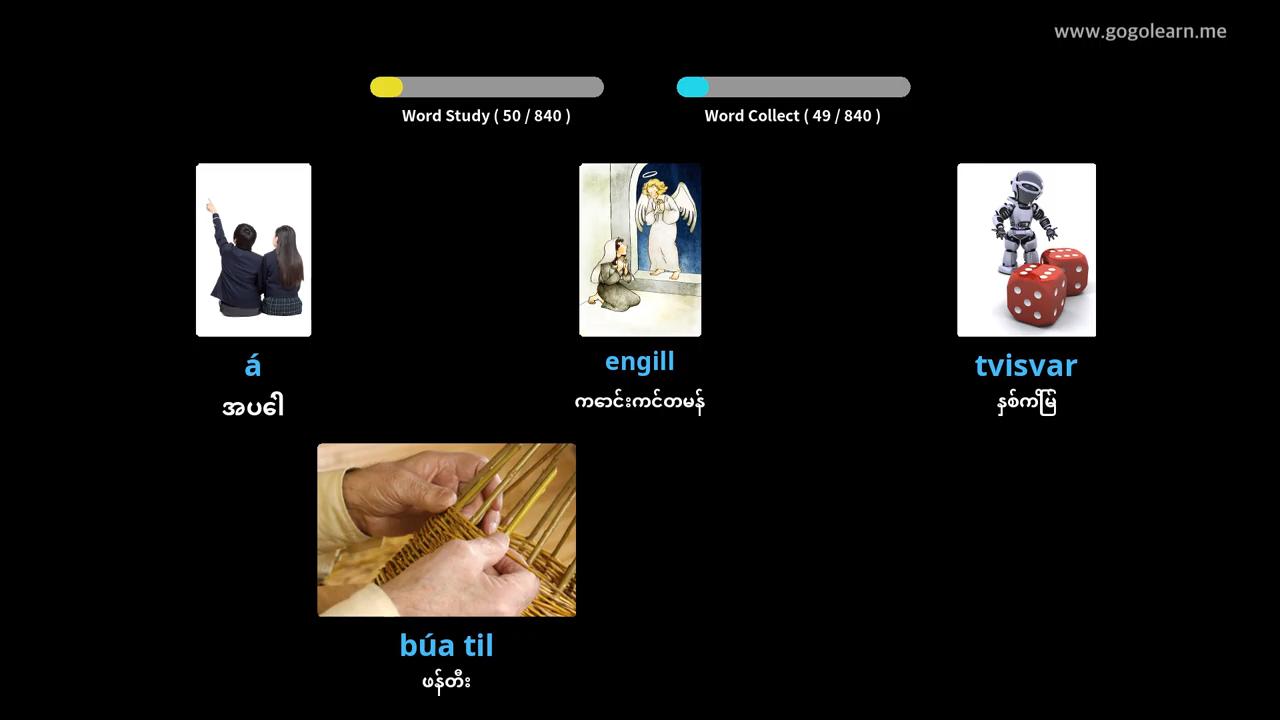 www.gogolearn.me
Word Study ( 50 / 840 )
Word Collect ( 49 / 840 )
á
engill
tvisvar
အပေါ်
ကောင်းကင်တမန်
နှစ်ကြိမ်
búa til
ဖန်တီး